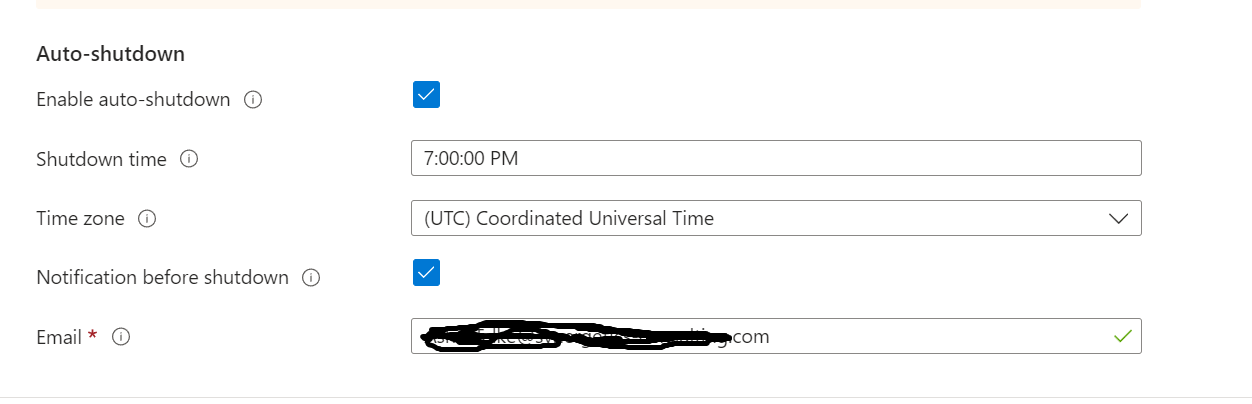 Auto-shutdown
Enable auto-shutdown
Shutdown time
7:00:00 PM
Time zone
(UTC) Coordinated Universal Time
Notification before shutdown
Email *
.com